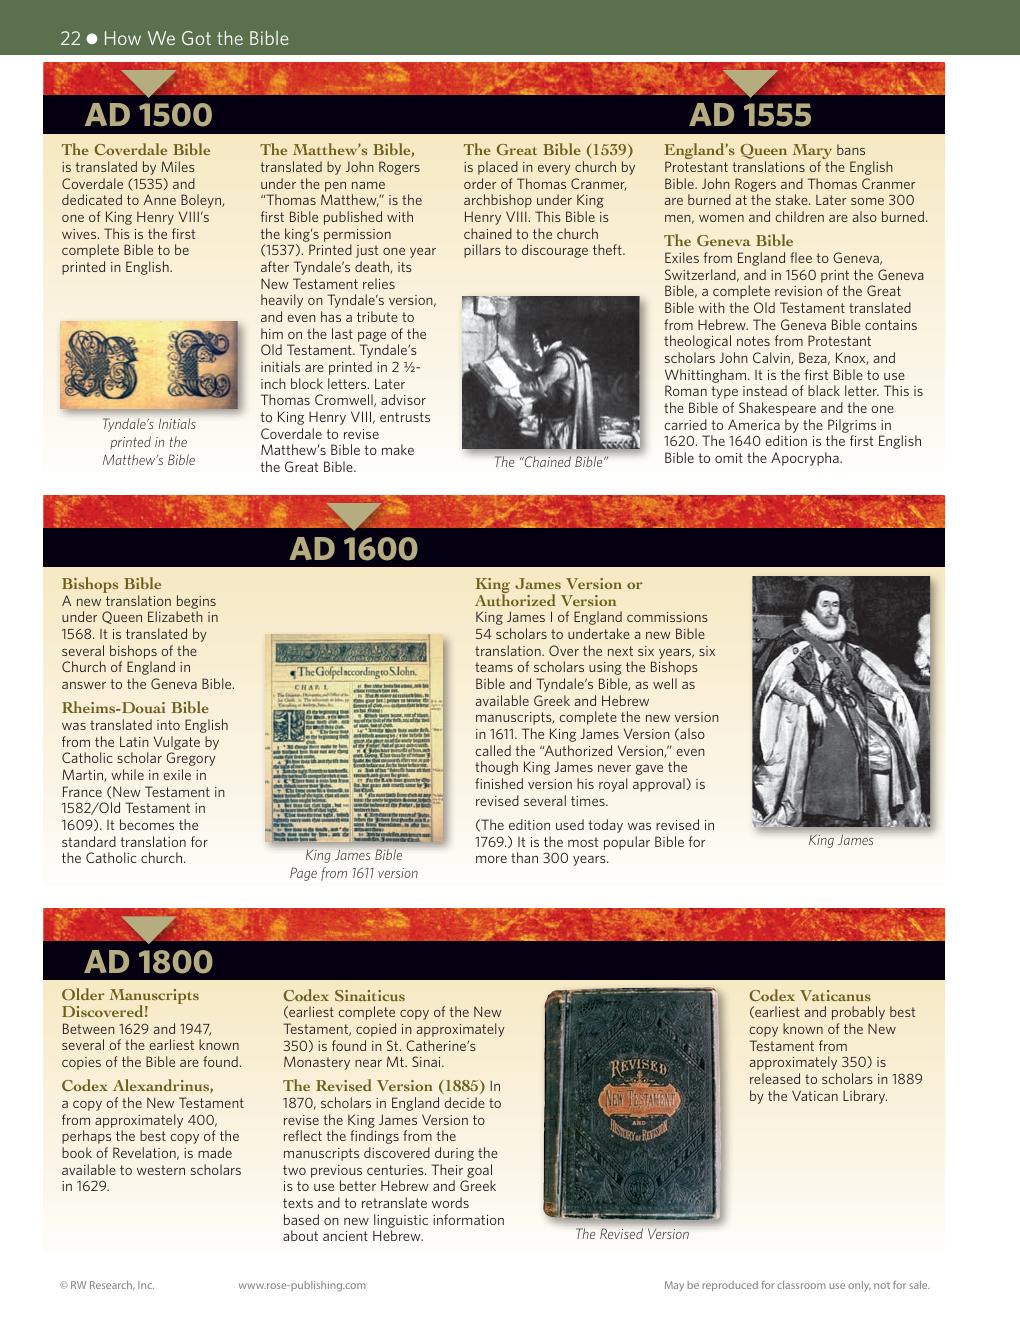 22 ● How We Got the Bible
AD 1500
AD 1555
The Coverdale Bible
is translated by Miles
Coverdale (1535) and
dedicated to Anne Boleyn,
one of King Henry VIII’s
wives. This is the first
complete Bible to be
printed in English.
Tyndale’s Initials
printed in the
Matthew’s Bible
The Matthew’s Bible,
translated by John Rogers
under the pen name
“Thomas Matthew,” is the
first Bible published with
the king’s permission
(1537). Printed just one year
after Tyndale’s death, its
New Testament relies
heavily on Tyndale’s version,
and even has a tribute to
him on the last page of the
Old Testament. Tyndale’s
initials are printed in 2 ½-
inch block letters. Later
Thomas Cromwell, advisor
to King Henry VIII, entrusts
Coverdale to revise
Matthew’s Bible to make
the Great Bible.
The Great Bible (1539)
is placed in every church by
order of Thomas Cranmer,
archbishop under King
Henry VIII. This Bible is
chained to the church
pillars to discourage theft.
The “Chained Bible”
England’s Queen Mary bans
Protestant translations of the English
Bible. John Rogers and Thomas Cranmer
are burned at the stake. Later some 300
men, women and children are also burned.
The Geneva Bible
Exiles from England flee to Geneva,
Switzerland, and in 1560 print the Geneva
Bible, a complete revision of the Great
Bible with the Old Testament translated
from Hebrew. The Geneva Bible contains
theological notes from Protestant
scholars John Calvin, Beza, Knox, and
Whittingham. It is the first Bible to use
Roman type instead of black letter. This is
the Bible of Shakespeare and the one
carried to America by the Pilgrims in
1620. The 1640 edition is the first English
Bible to omit the Apocrypha.
AD 1600
Bishops Bible
A new translation begins
under Queen Elizabeth in
1568. It is translated by
several bishops of the
Church of England in
answer to the Geneva Bible.
Rheims-Douai Bible
was translated into English
from the Latin Vulgate by
Catholic scholar Gregory
Martin, while in exile in
France (New Testament in
1582/Old Testament in
1609). It becomes the
standard translation for
the Catholic church.
The Gospel according to S. John.
CHAP. I.
King James Bible
Page from 1611 version
King James Version or
Authorized Version
King James I of England commissions
54 scholars to undertake a new Bible
translation. Over the next six years, six
teams of scholars using the Bishops
Bible and Tyndale’s Bible, as well as
available Greek and Hebrew
manuscripts, complete the new version
in 1611. The King James Version (also
called the “Authorized Version,” even
though King James never gave the
finished version his royal approval) is
revised several times.
(The edition used today was revised in
1769.) It is the most popular Bible for
more than 300 years.
King James
AD 1800
Older Manuscripts
Discovered!
Between 1629 and 1947,
several of the earliest known
copies of the Bible are found.
Codex Alexandrinus,
a copy of the New Testament
from approximately 400,
perhaps the best copy of the
book of Revelation, is made
available to western scholars
in 1629.
Codex Sinaiticus
(earliest complete copy of the New
Testament, copied in approximately
350) is found in St. Catherine’s
Monastery near Mt. Sinai.
The Revised Version (1885) In
1870, scholars in England decide to
revise the King James Version to
reflect the findings from the
manuscripts discovered during the
two previous centuries. Their goal
is to use better Hebrew and Greek
texts and to retranslate words
based on new linguistic information
about ancient Hebrew.
REVISED
NEW TESTAMENT
AND
HISTORY OF REVISION
The Revised Version
Codex Vaticanus
(earliest and probably best
copy known of the New
Testament from
approximately 350) is
released to scholars in 1889
by the Vatican Library.
© RW Research, Inc.
www.rose-publishing.com
May be reproduced for classroom use only, not for sale.